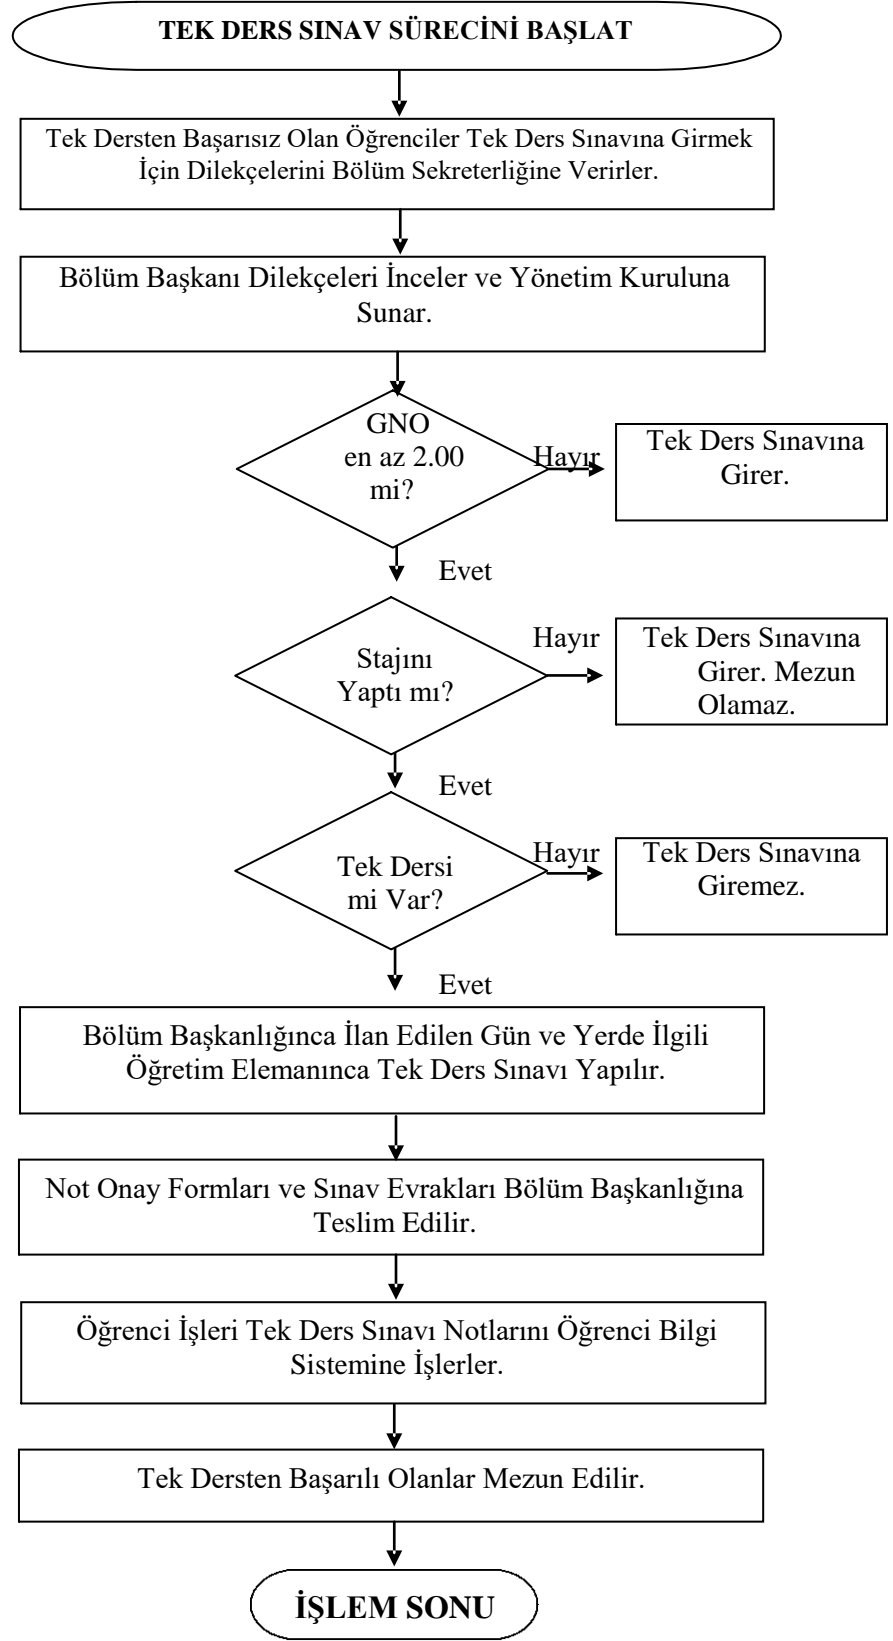 TEK DERS SINAV SÜRECİNİ BAŞLAT
Tek Dersten Başarısız Olan Öğrenciler Tek Ders Sınavına Girmek
İçin Dilekçelerini Bölüm Sekreterliğine Verirler.
Bölüm Başkanı Dilekçeleri İnceler ve Yönetim Kuruluna
Sunar.
GNO
en az 2.00
mi?
Hayır
Tek Ders Sınavına
Girer.
Evet
Stajını
Yaptı mı?
Hayır
Tek Ders Sınavına
Girer. Mezun
Olamaz.
Evet
Tek Dersi
mi Var?
Hayır
Tek Ders Sınavına
Giremez.
Evet
Bölüm Başkanlığınca İlan Edilen Gün ve Yerde İlgili
Öğretim Elemanınca Tek Ders Sınavı Yapılır.
Not Onay Formları ve Sınav Evrakları Bölüm Başkanlığına
Teslim Edilir.
Öğrenci İşleri Tek Ders Sınavı Notlarını Öğrenci Bilgi
Sistemine İşlerler.
Tek Dersten Başarılı Olanlar Mezun Edilir.
İŞLEM SONU